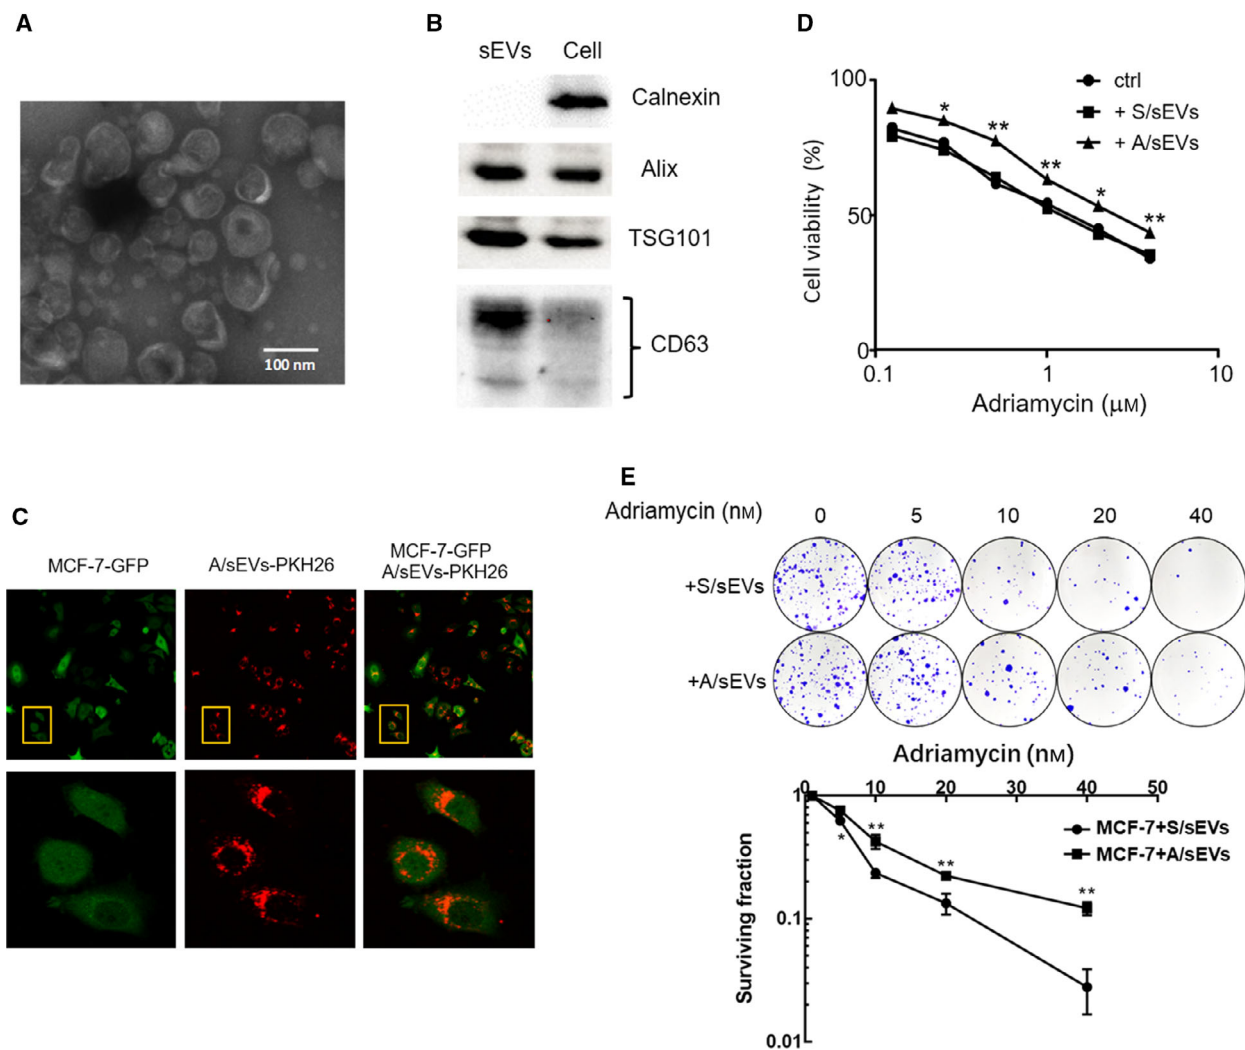 A
100 nm
B
sEVs Cell
Calnexin
Alix
TSG101
CD63
C
MCF-7-GFP
A/sEVs-PKH26
MCF-7-GFP
A/sEVs-PKH26
D
100
50
0
0.1 1 10
Cell viability (%)
Adriamycin (μM)
ctrl
+ S/sEVs
+ A/sEVs
* ** ** * **
E
Adriamycin (nM) 0 5 10 20 40
+S/sEVs
+A/sEVs
Adriamycin (nM)
0 10 20 30 40 50
1
0.1
0.01
Surviving fraction
MCF-7+S/sEVs
MCF-7+A/sEVs
* ** ** **